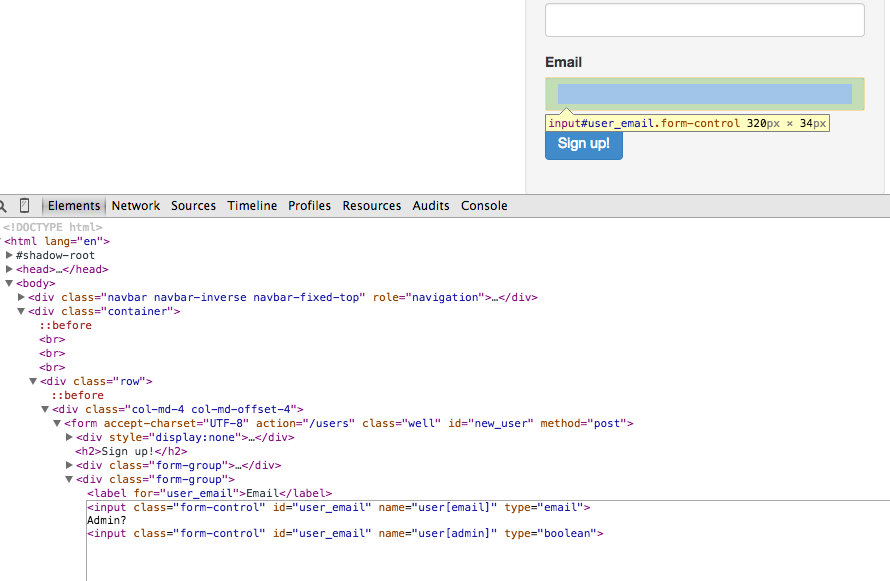 Email
input#user_email.form-control 320px × 34px
Sign up!
Elements Network Sources Timeline Profiles Resources Audits Console
<!DOCTYPE html>
<html lang="en">
#shadow-root
<head>…</head>
<body>
<div class="navbar navbar-inverse navbar-fixed-top" role="navigation">…</div>
<div class="container">
::before
<br>
<br>
<br>
<div class="row">
::before
<div class="col-md-4 col-md-offset-4">
<form accept-charset="UTF-8" action="/users" class="well" id="new_user" method="post">
<div style="display:none">…</div>
<h2>Sign up!</h2>
<div class="form-group">…</div>
<div class="form-group">
<label for="user_email">Email</label>
<input class="form-control" id="user_email" name="user[email]" type="email">
Admin?
<input class="form-control" id="user_email" name="user[admin]" type="boolean">